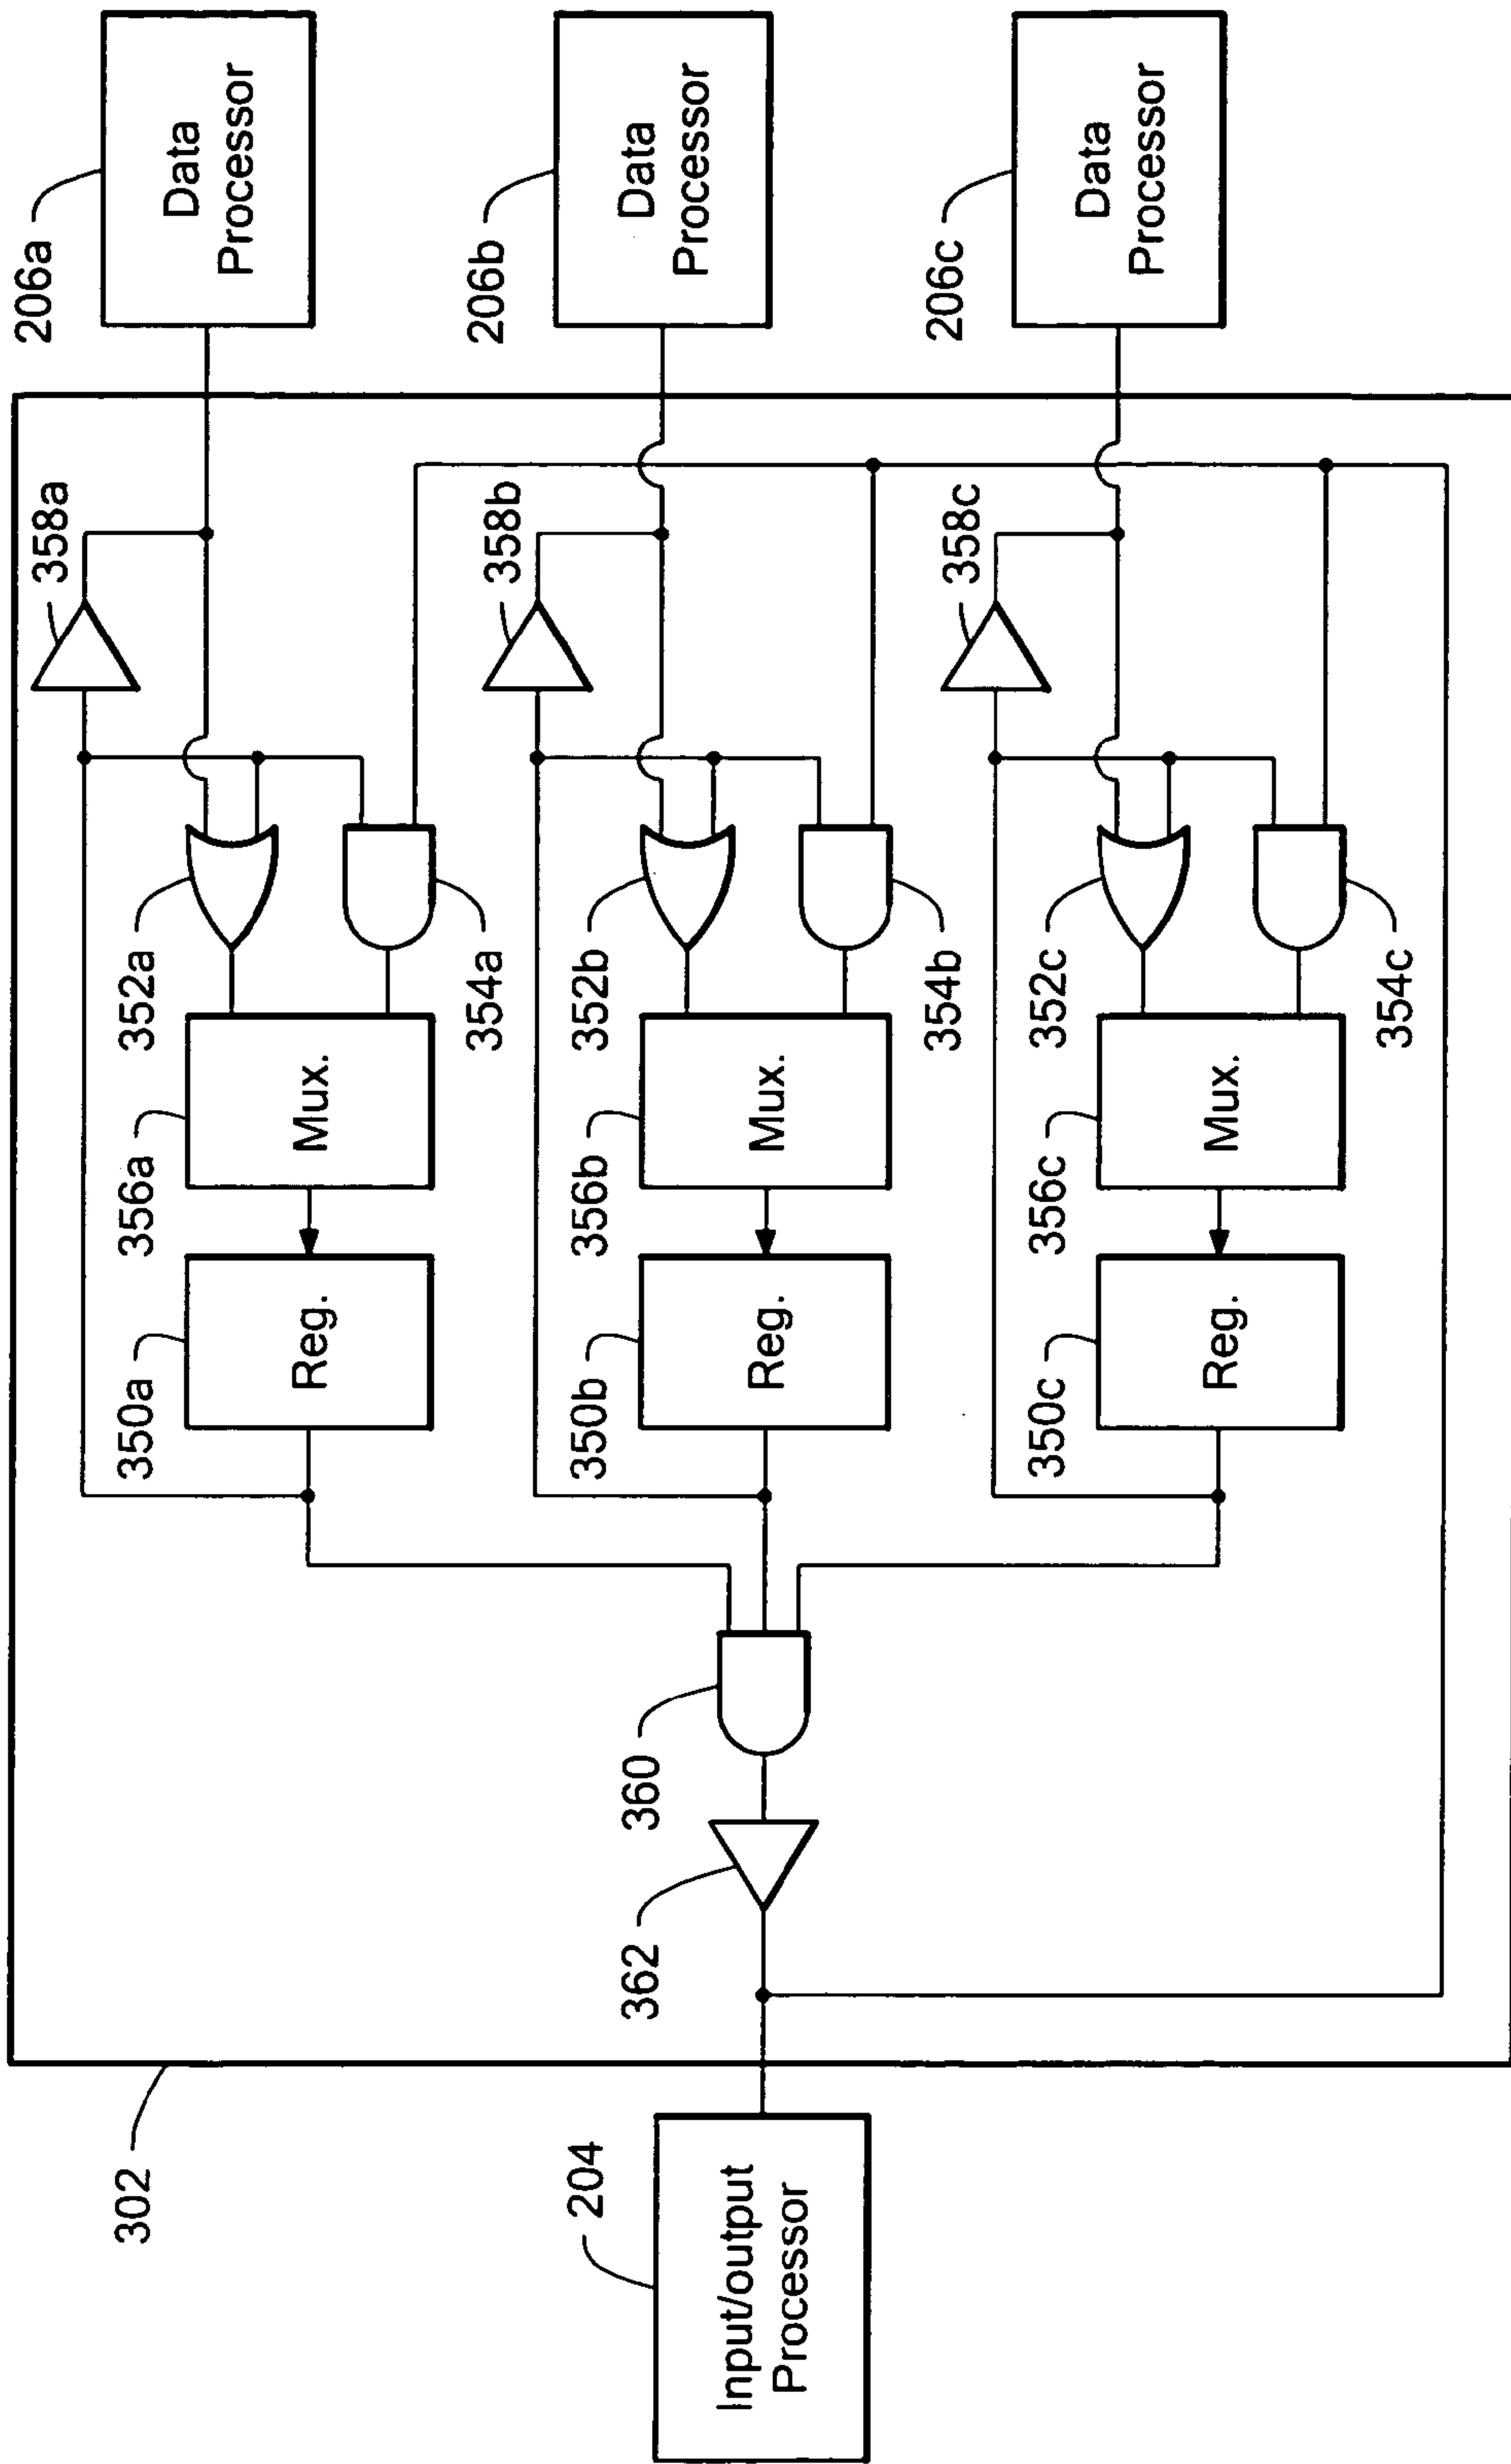 302
204
Input/output
Processor
362
360
350a
Reg.
356a
Mux.
352a
354a
358a
206a
Data
Processor
350b
Reg.
356b
Mux.
352b
354b
358b
206b
Data
Processor
350c
Reg.
356c
Mux.
352c
354c
358c
206c
Data
Processor